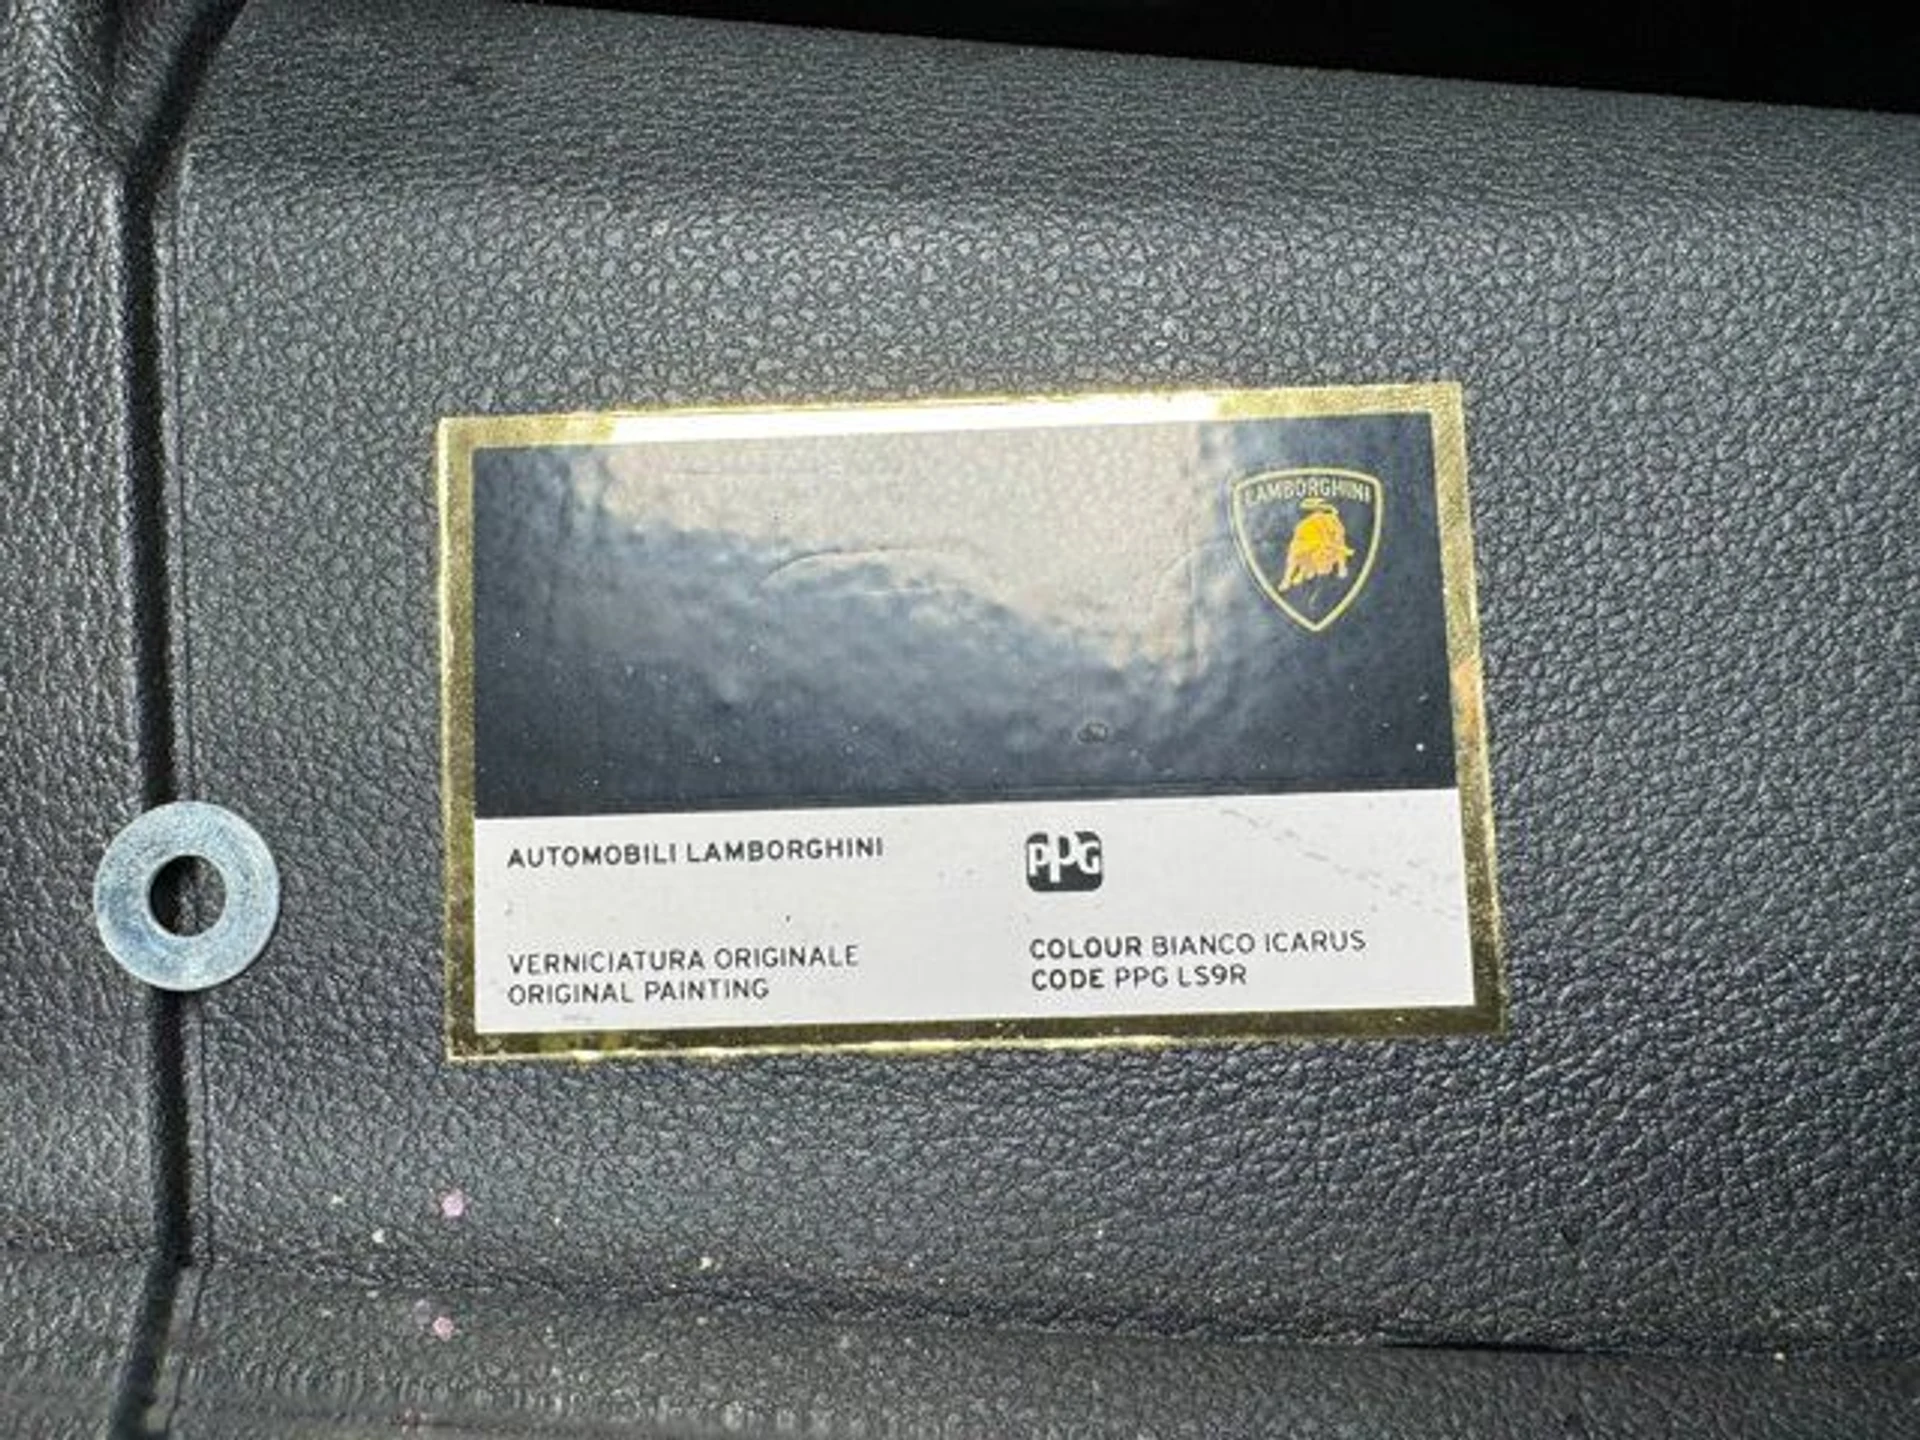 LAMBORGHINI
AUTOMOBILI LAMBORGHINI
PPG
VERNICIATURA ORIGINALE
ORIGINAL PAINTING
COLOUR BIANCO ICARUS
CODE PPG LS9R